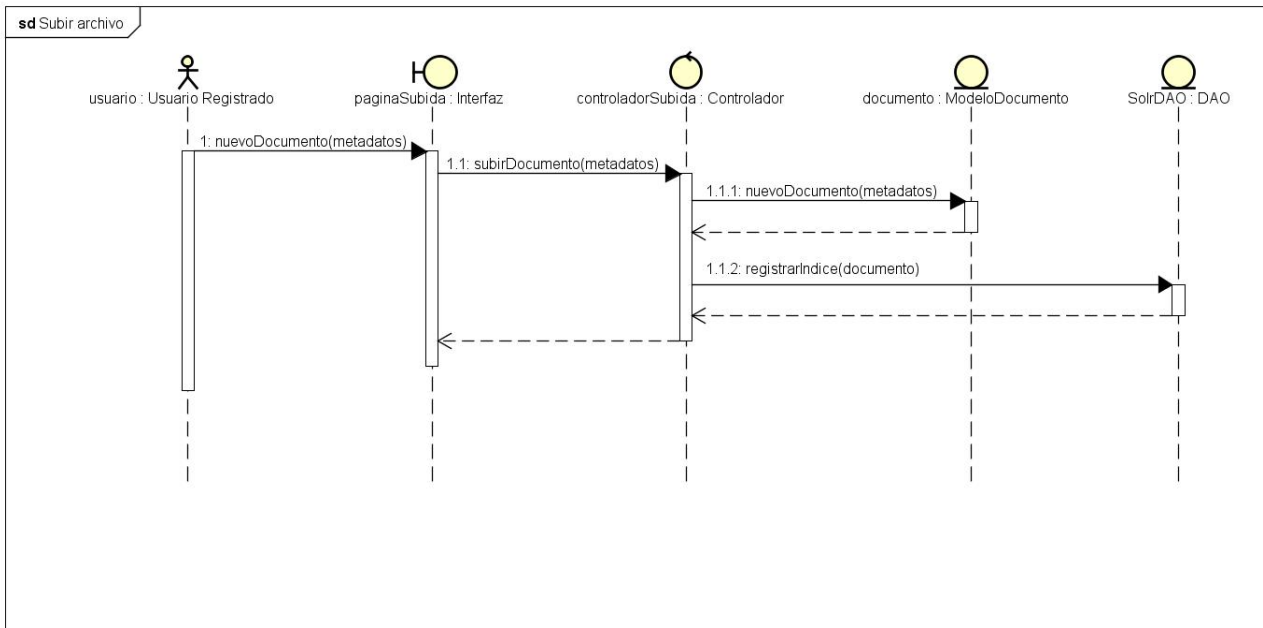 sd Subir archivo
usuario : Usuario Registrado
paginaSubida : Interfaz
controladorSubida : Controlador
documento : ModeloDocumento
SolrDAO : DAO
1: nuevoDocumento(metadatos)
1.1: subirDocumento(metadatos)
1.1.1: nuevoDocumento(metadatos)
1.1.2: registrarIndice(documento)